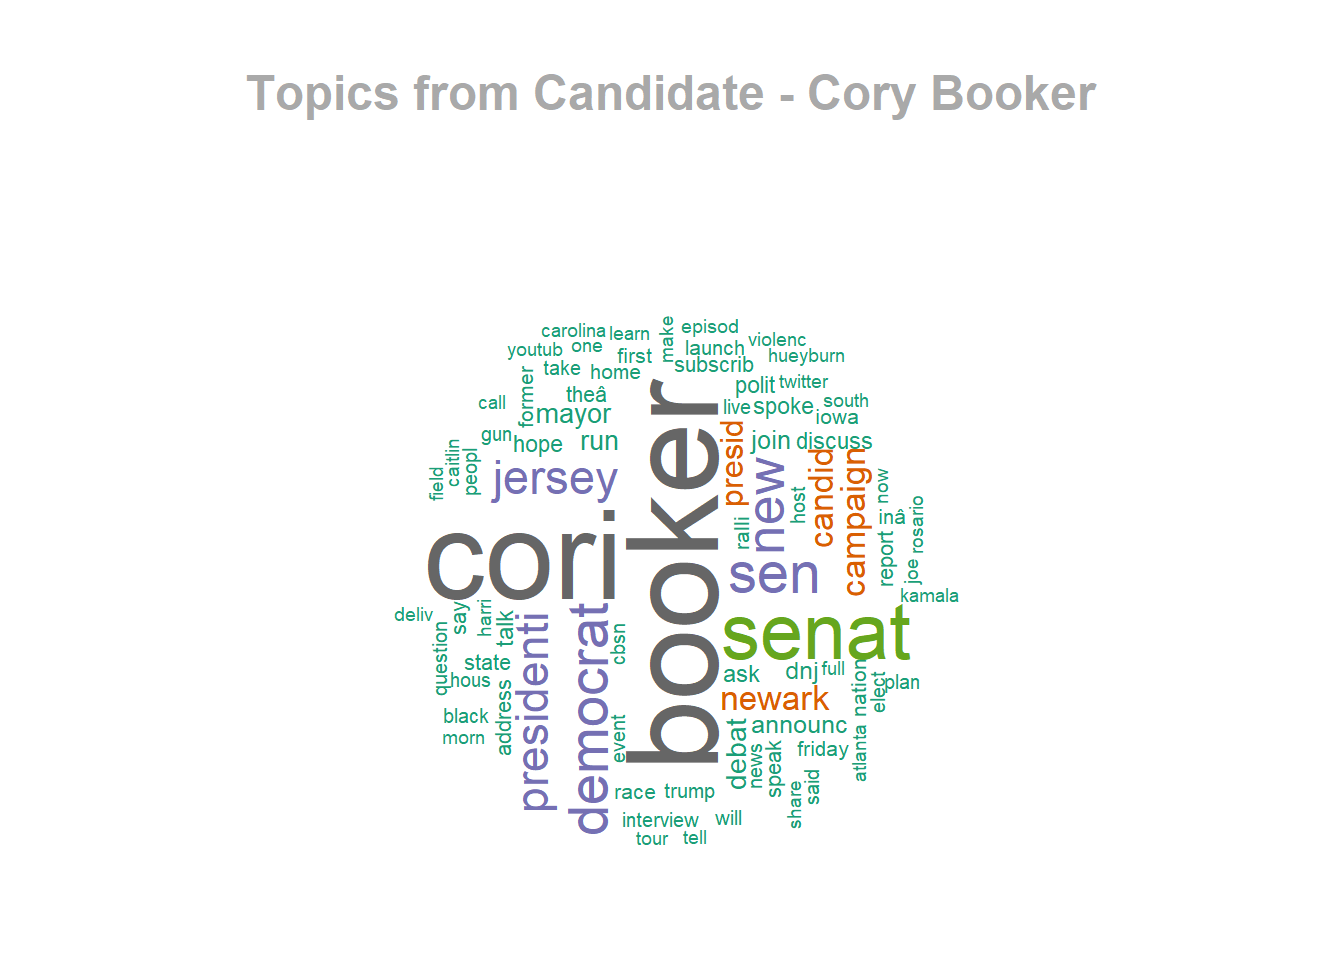 Topics from Candidate - Cory Booker
carolina
learn
make
episod
violenc
youtub
one
first
launch
hueyburn
take
home
subscrib
former
theâ
polit
twitter
call
mayor
live
spoke
south
iowa
gun
hope
run
presid
join
discuss
field
caitlin
peopl
jersey
booker
new
candid
campaign
now
host
ralli
inâ
rosario
cori
sen
report
joe
kamala
deliv
say
harri
talk
presidenti
democrat
cbsn
senat
question
state
hous
ask
dnj
full
nation
elect
plan
address
newark
black
morn
event
debat
announc
news
speak
friday
atlanta
race
trump
share
said
interview
will
tour
tell